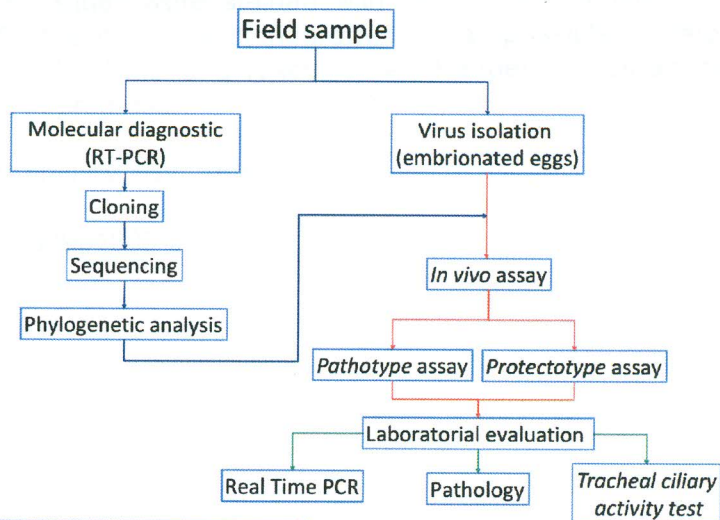 Field sample
Molecular diagnostic
(RT-PCR)
Virus isolation
(embrionated eggs)
Cloning
Sequencing
In vivo assay
Phylogenetic analysis
Pathotype assay
Protectotype assay
Laboratorial evaluation
Real Time PCR
Pathology
Tracheal ciliary
activity test